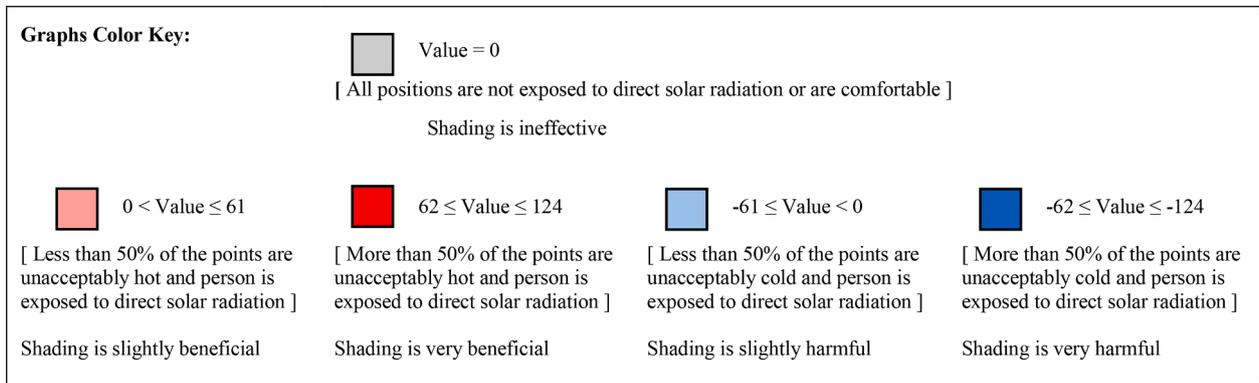 Graphs Color Key:
Value = 0
[ All positions are not exposed to direct solar radiation or are comfortable ]
Shading is ineffective
0 < Value ≤ 61
[ Less than 50% of the points are
unacceptably hot and person is
exposed to direct solar radiation ]
Shading is slightly beneficial
62 ≤ Value ≤ 124
[ More than 50% of the points are
unacceptably hot and person is
exposed to direct solar radiation ]
Shading is very beneficial
-61 ≤ Value < 0
[ Less than 50% of the points are
unacceptably cold and person is
exposed to direct solar radiation ]
Shading is slightly harmful
-62 ≤ Value ≤ -124
[ More than 50% of the points are
unacceptably cold and person is
exposed to direct solar radiation ]
Shading is very harmful